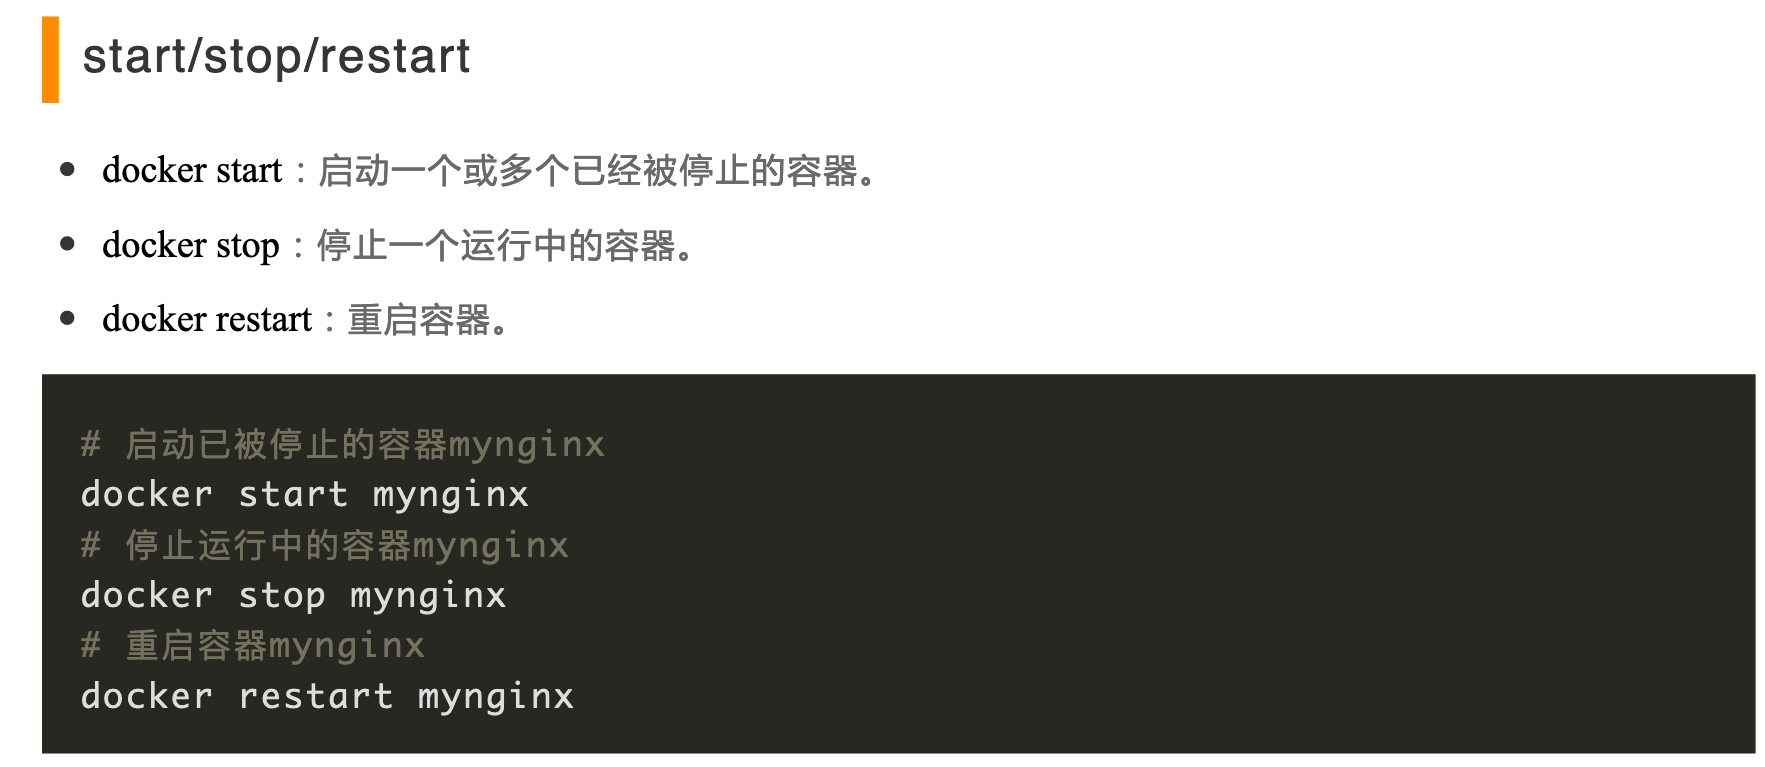 start/stop/restart
docker start：启动一个或多个已经被停止的容器。
docker stop：停止一个运行中的容器。
docker restart：重启容器。
# 启动已被停止的容器mynginx
docker start mynginx
# 停止运行中的容器mynginx
docker stop mynginx
# 重启容器mynginx
docker restart mynginx